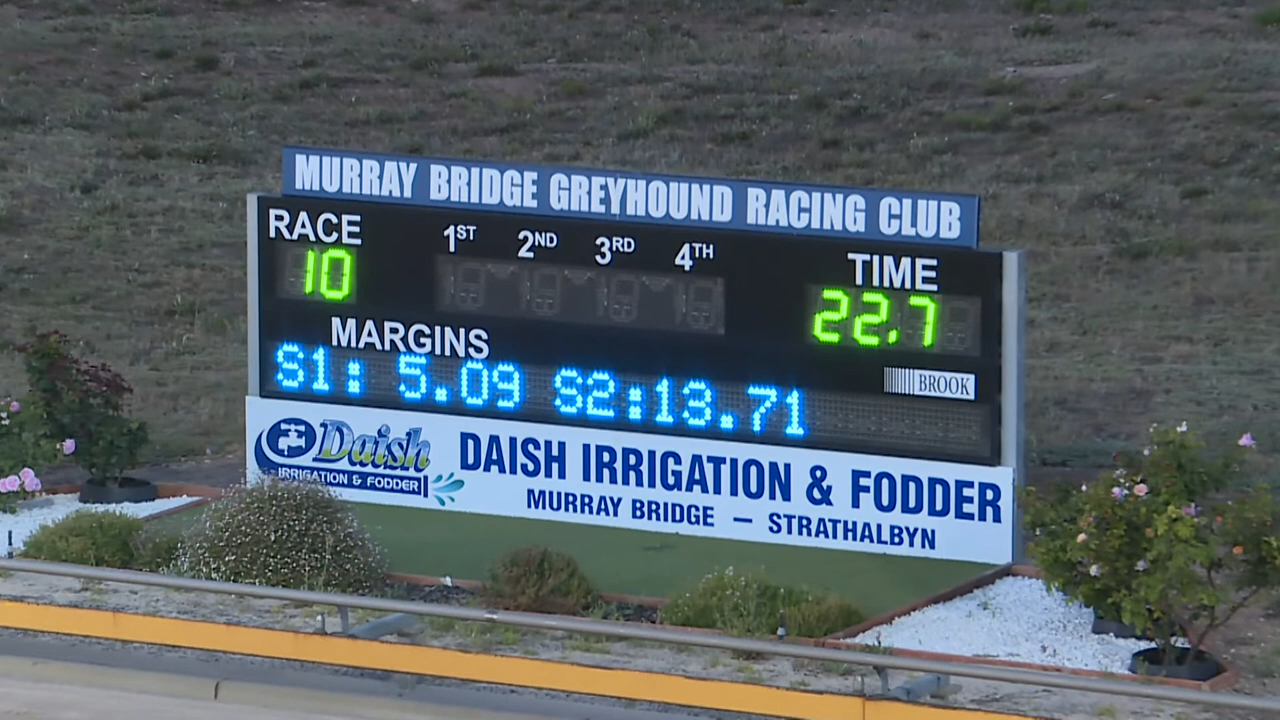 MURRAY BRIDGE GREYHOUND RACING CLUB
RACE 1ST 2ND 3RD 4TH TIME
10 22.7
MARGINS
S1: 5.09 S2:13.71
BROOK
Daish
IRRIGATION & FODDER
DAISH IRRIGATION & FODDER
MURRAY BRIDGE – STRATHALBYN